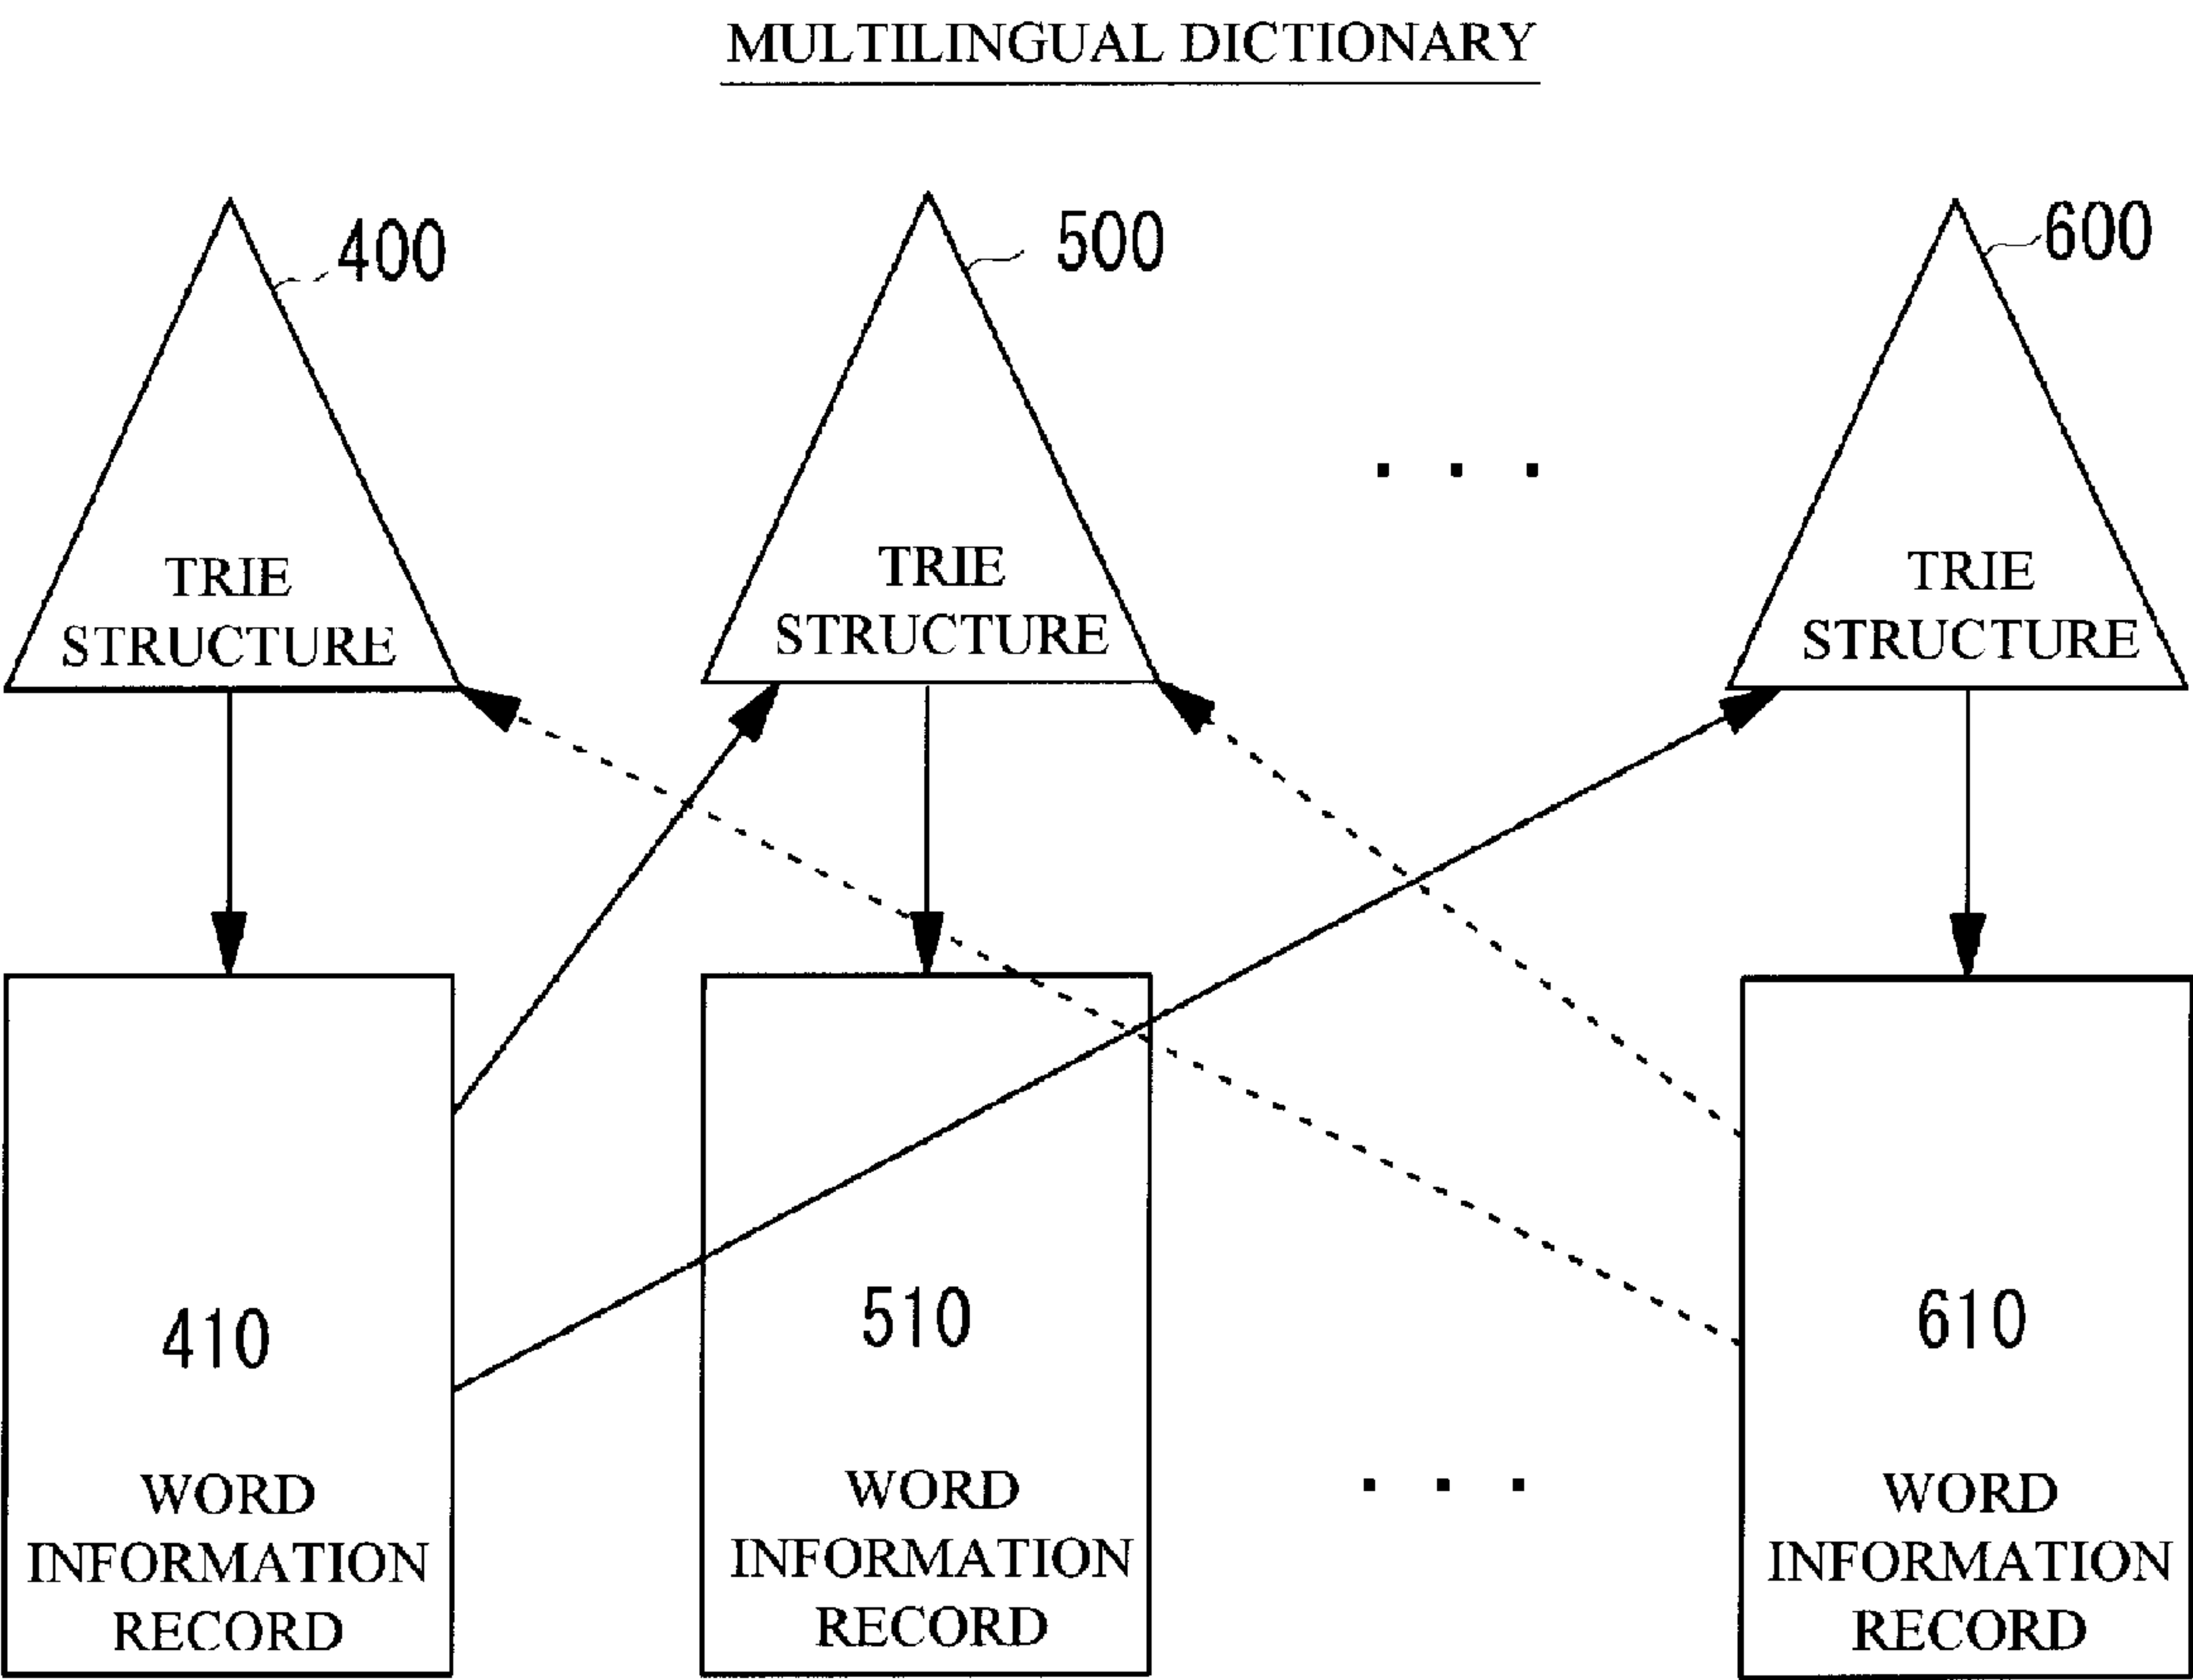 MULTILINGUAL DICTIONARY
400
500
600
TRIE
STRUCTURE
TRIE
STRUCTURE
. . .
TRIE
STRUCTURE
410
WORD
INFORMATION
RECORD
510
WORD
INFORMATION
RECORD
. . .
610
WORD
INFORMATION
RECORD